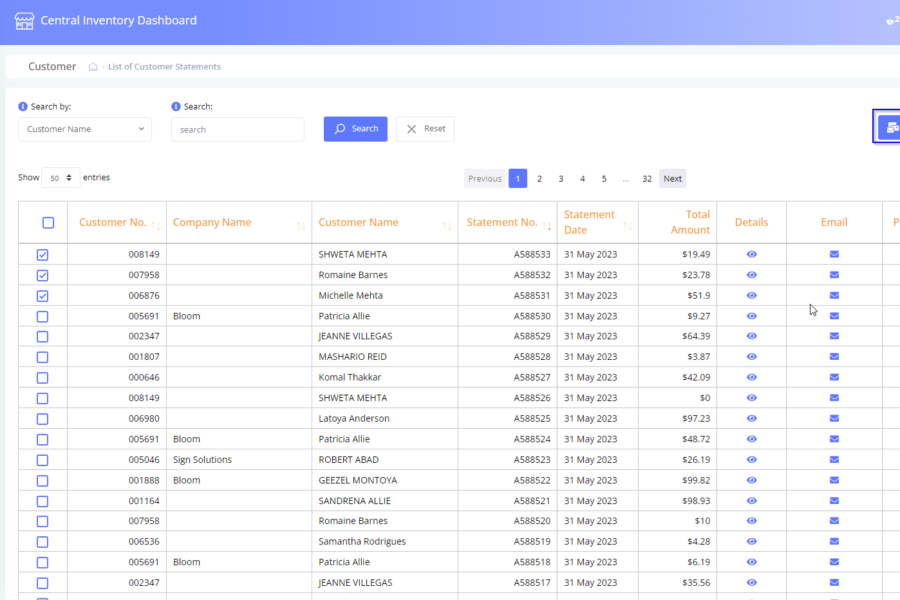 Central Inventory Dashboard
2
Customer - List of Customer Statements
Search by: Search:
Customer Name search Search Reset
Show 50 entries Previous 1 2 3 4 5 ... 32 Next
Customer No. Company Name Customer Name Statement No. Statement Date Total Amount Details Email P
008149 SHWETA MEHTA A588533 31 May 2023 $19.49
007958 Romaine Barnes A588532 31 May 2023 $23.78
006876 Michelle Mehta A588531 31 May 2023 $51.9
005691 Bloom Patricia Allie A588530 31 May 2023 $9.27
002347 JEANNE VILLEGAS A588529 31 May 2023 $64.39
001807 MASHARIO REID A588528 31 May 2023 $3.87
000646 Komal Thakkar A588527 31 May 2023 $42.09
008149 SHWETA MEHTA A588526 31 May 2023 $0
006980 Latoya Anderson A588525 31 May 2023 $97.23
005691 Bloom Patricia Allie A588524 31 May 2023 $48.72
005046 Sign Solutions ROBERT ABAD A588523 31 May 2023 $26.19
001888 Bloom GEEZEL MONTOYA A588522 31 May 2023 $99.82
001164 SANDRENA ALLIE A588521 31 May 2023 $98.93
007958 Romaine Barnes A588520 31 May 2023 $10
006536 Samantha Rodrigues A588519 31 May 2023 $4.28
005691 Bloom Patricia Allie A588518 31 May 2023 $6.19
002347 JEANNE VILLEGAS A588517 31 May 2023 $35.56